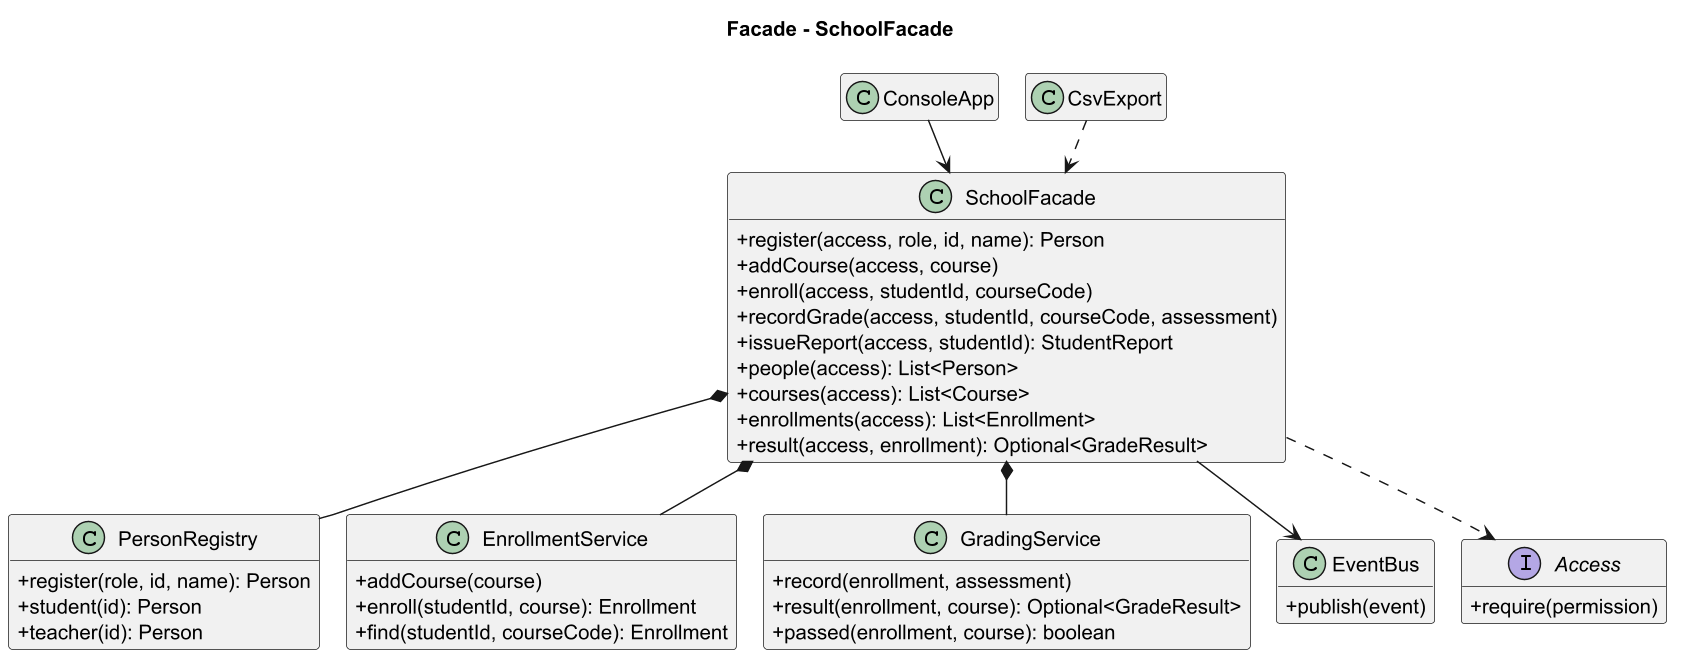 Facade - SchoolFacade
C ConsoleApp
C CsvExport
C SchoolFacade
+register(access, role, id, name): Person
+addCourse(access, course)
+enroll(access, studentId, courseCode)
+recordGrade(access, studentId, courseCode, assessment)
+issueReport(access, studentId): StudentReport
+people(access): List<Person>
+courses(access): List<Course>
+enrollments(access): List<Enrollment>
+result(access, enrollment): Optional<GradeResult>
C PersonRegistry
+register(role, id, name): Person
+student(id): Person
+teacher(id): Person
C EnrollmentService
+addCourse(course)
+enroll(studentId, course): Enrollment
+find(studentId, courseCode): Enrollment
C GradingService
+record(enrollment, assessment)
+result(enrollment, course): Optional<GradeResult>
+passed(enrollment, course): boolean
C EventBus
+publish(event)
I Access
+require(permission)